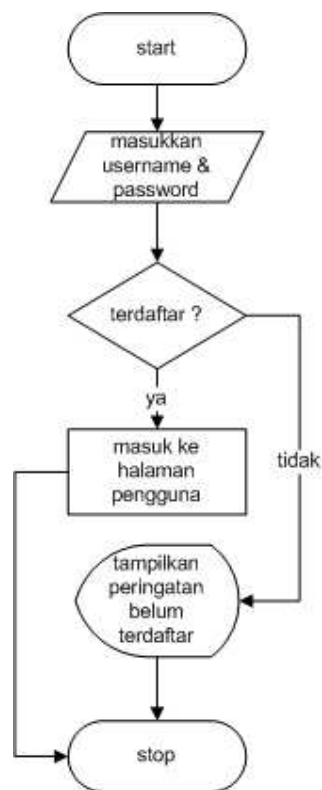 start
masukkan
username &
password
terdaftar ?
ya
masuk ke
halaman
pengguna
tidak
tampilkan
peringatan
belum
terdaftar
stop